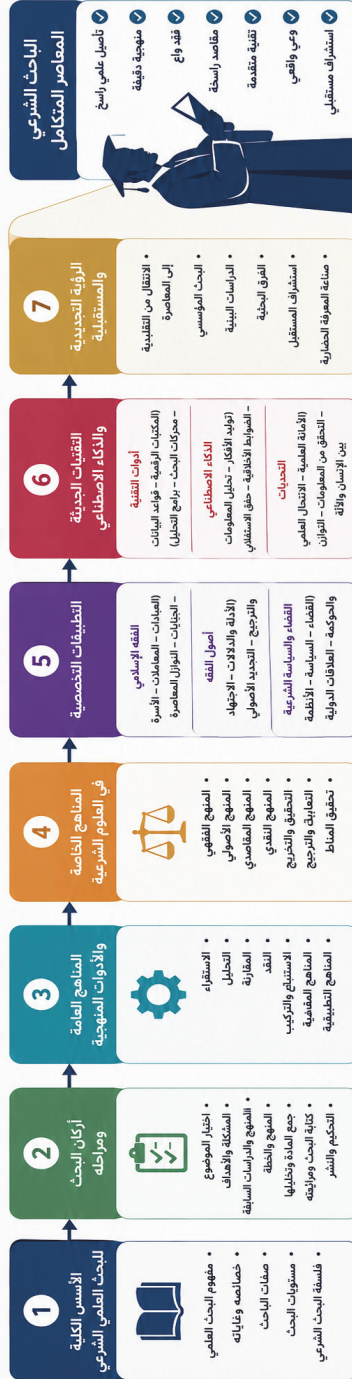 1
الأسس الكلية
للبحث العلمي الشرعي
• مفهوم البحث العلمي
• خصائصه وغاياته
• صفات الباحث
• مستويات البحث
• فلسفة البحث الشرعي
2
أركان البحث
ومراحله
• اختيار الموضوع
• المشكلة والأهداف
• المنهج والدراسات السابقة
• المنهج والخطة
• جمع المادة وتحليلها
• كتابة البحث ومراجعته
• التحكيم والنشر
3
المناهج العامة
والأدوات المنهجية
• الاستقراء
• التحليل
• المقارنة
• النقد
• الاستنباع والتركيب
• المناهج المقتضية
• المناهج التطبيقية
4
المناهج الخاصة
في العلوم الشرعية
• المنهج الفقهي
• المنهج الأصولي
• المنهج المقاصدي
• المنهج النقدي
• التحقيق والتخريج
• والترجيح
• تحقيق المناط
5
التطبيقات التخصصية
الفقه الإسلامي
(العبادات – المعاملات – الأسرة
– الجنايات – النوازل المعاصرة
أصول الفقه
(الأدلة والدلالات – الاجتهاد
والترجيح – التجديد الأصولي
القضاء والسياسة الشرعية
(القضاء – السياسة – الأنظمة
والحوكمة – العلاقات الدولية
6
التقنيات الحديثة
والذكاء الاصطناعي
أدوات التقنية
(المكتبات الرقمية – قواعد البيانات
– محركات البحث – برامج التحليل)
الذكاء الاصطناعي
(توليد الأفكار – تحليل المعلومات
– الضوابط الأخلاقية –
التحديات
(الأمانة العلمية – الانتحال العلمي
– التحقق من المعلومات – التوازن
بين الإنسان والآلة
7
الرؤية التجديدية
والمستقبلية
• الانتقال من التقليدية
إلى المعاصرة
• البحث المؤسسي
• الدراسات البينية
• الفرق البحثية
• استشراف المستقبل
• صناعة المعرفة الحضارية
الباحث الشرعي
المعاصر المتكامل
تأصيل علمي راسخ
منهجية دقيقة
فقه واع
مقاصد راسخة
تقنية متقدمة
وعي واقعي
استشراف مستقبلي